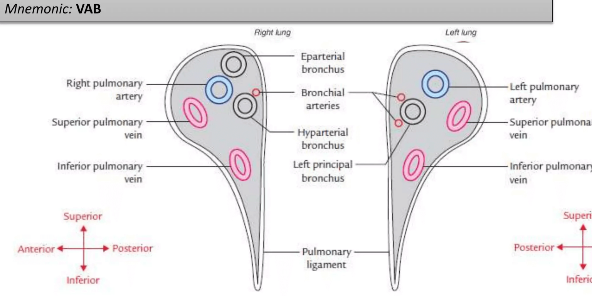 Mnemonic: VAB
Right lung
Left lung
Eparterial
bronchus
Right pulmonary
artery
Bronchial
arteries
Left pulmonary
artery
Superior pulmonary
vein
Superior pulmona
Hyparterial
bronchus
vein
Inferior pulmonary
vein
Left principal
bronchus
Inferior pulmonary
vein
Superior
Anterior
Posterior
Inferior
Superi
Posterior
Inferio
Pulmonary
ligament